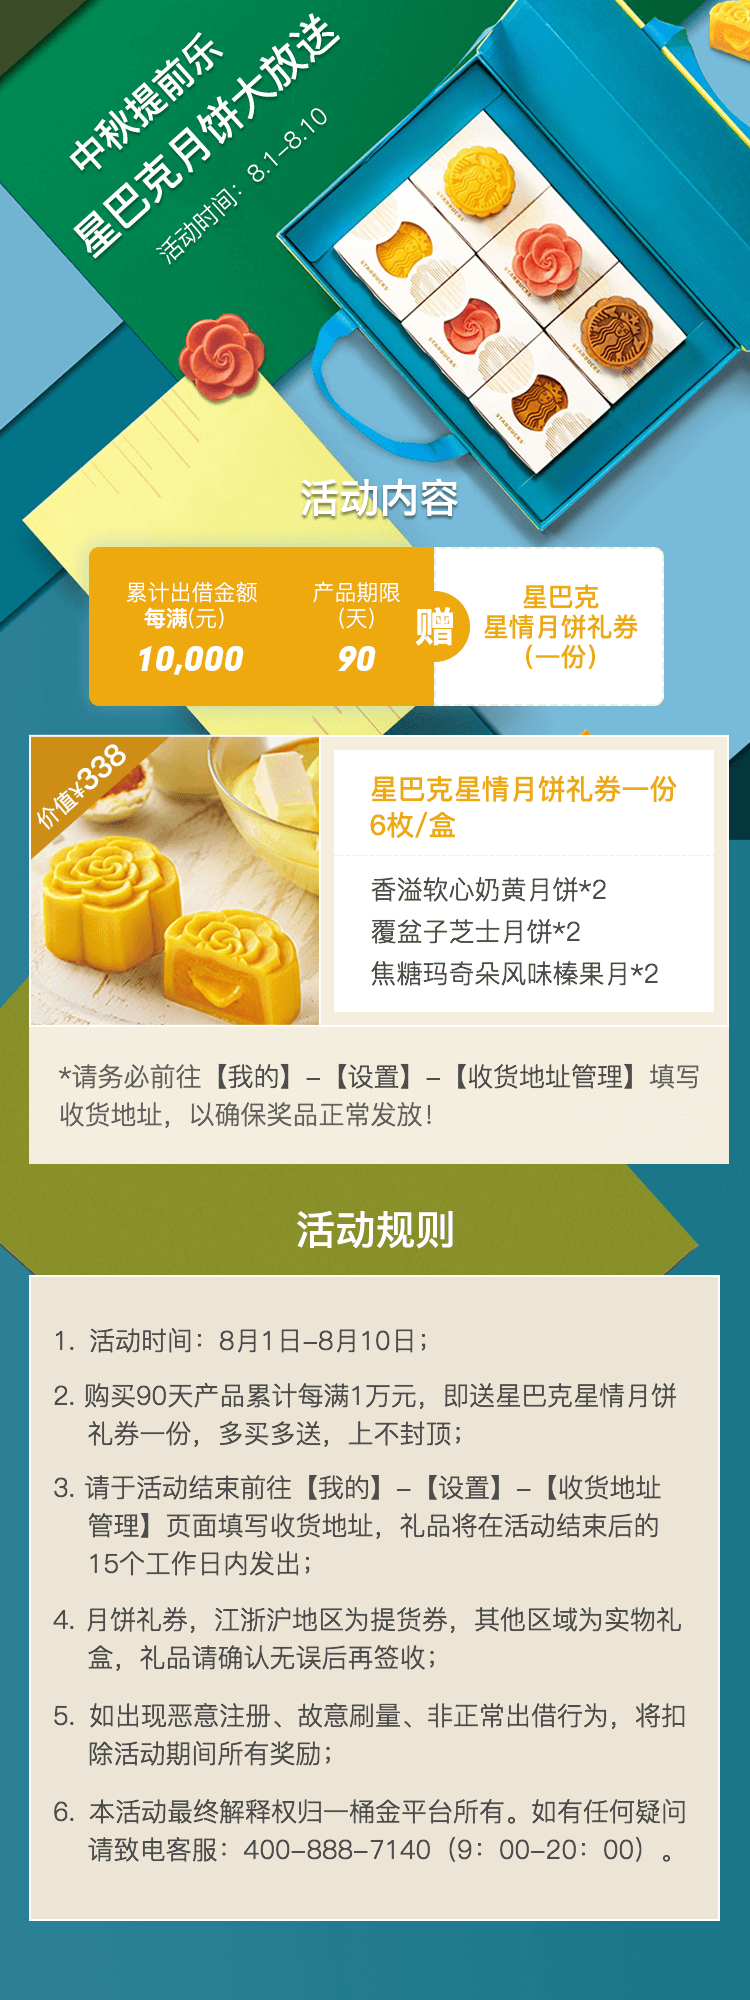 中秋提前乐
星巴克月饼大放送
活动时间：8.1-8.10
STARBUCKS
STARBUCKS
STARBUCKS
STARBUCKS
STARBUCKS
STARBUCKS
活动内容
累计出借金额
每满(元)
10,000
产品期限
(天)
90
赠
星巴克
星情月饼礼券
（一份）
价值¥338
星巴克星情月饼礼券一份
6枚/盒
香溢软心奶黄月饼*2
覆盆子芝士月饼*2
焦糖玛奇朵风味榛果月*2
*请务必前往【我的】-【设置】-【收货地址管理】填写
收货地址，以确保奖品正常发放！
活动规则
1. 活动时间：8月1日-8月10日；
2. 购买90天产品累计每满1万元，即送星巴克星情月饼
礼券一份，多买多送，上不封顶；
3. 请于活动结束前往【我的】-【设置】-【收货地址
管理】页面填写收货地址，礼品将在活动结束后的
15个工作日内发出；
4. 月饼礼券，江浙沪地区为提货券，其他区域为实物礼
盒，礼品请确认无误后再签收；
5. 如出现恶意注册、故意刷量、非正常出借行为，将扣
除活动期间所有奖励；
6. 本活动最终解释权归一桶金平台所有。如有任何疑问
请致电客服：400-888-7140（9：00-20：00）。